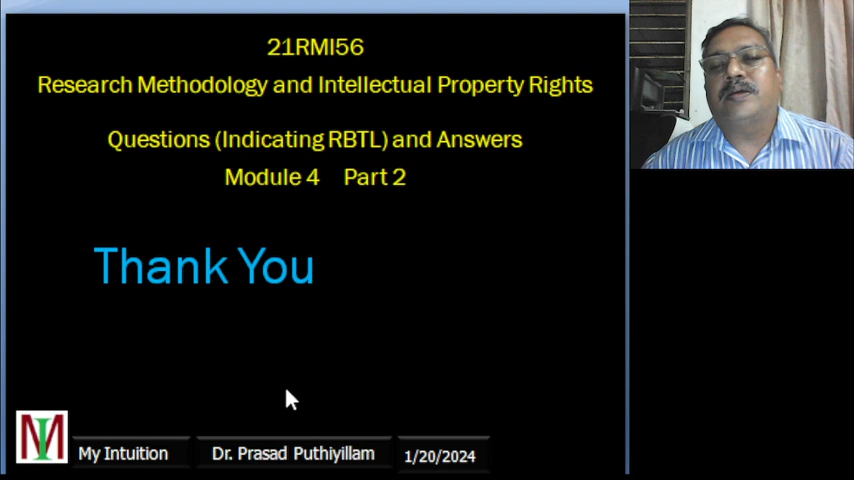 21RMI56
Research Methodology and Intellectual Property Rights
Questions (Indicating RBTL) and Answers
Module 4 Part 2
Thank You
MI
My Intuition
Dr. Prasad Puthiyillam
1/20/2024